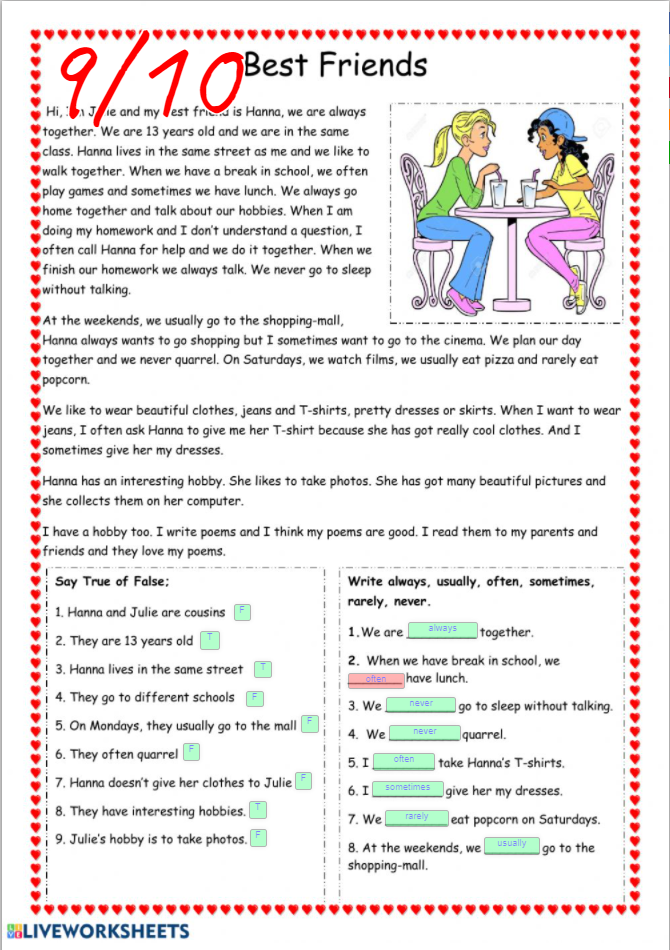 9/10
Best Friends
Hi, and my best friend is Hanna, we are always
together. We are 13 years old and we are in the same
class. Hanna lives in the same street as me and we like to
walk together. When we have a break in school, we often
play games and sometimes we have lunch. We always go
home together and talk about our hobbies. When I am
doing my homework and I don't understand a question, I
often call Hanna for help and we do it together. When we
finish our homework we always talk. We never go to sleep
without talking.
At the weekends, we usually go to the shopping-mall,
Hanna always wants to go shopping but I sometimes want to go to the cinema. We plan our day
together and we never quarrel. On Saturdays, we watch films, we usually eat pizza and rarely eat
popcorn.
We like to wear beautiful clothes, jeans and T-shirts, pretty dresses or skirts. When I want to wear
jeans, I often ask Hanna to give me her T-shirt because she has got really cool clothes. And I
sometimes give her my dresses.
Hanna has an interesting hobby. She likes to take photos. She has got many beautiful pictures and
she collects them on her computer.
I have a hobby too. I write poems and I think my poems are good. I read them to my parents and
friends and they love my poems.
Say True of False;
1. Hanna and Julie are cousins F
2. They are 13 years old T
3. Hanna lives in the same street T
4. They go to different schools F
5. On Mondays, they usually go to the mall F
6. They often quarrel F
7. Hanna doesn't give her clothes to Julie F
8. They have interesting hobbies. T
9. Julie's hobby is to take photos. F
Write always, usually, often, sometimes,
rarely, never.
1. We are always together.
2. When we have break in school, we
often have lunch.
3. We never go to sleep without talking.
4. We never quarrel.
5. I often take Hanna's T-shirts.
6. I sometimes give her my dresses.
7. We rarely eat popcorn on Saturdays.
8. At the weekends, we usually go to the
shopping-mall.
LIVEWORKSHEETS